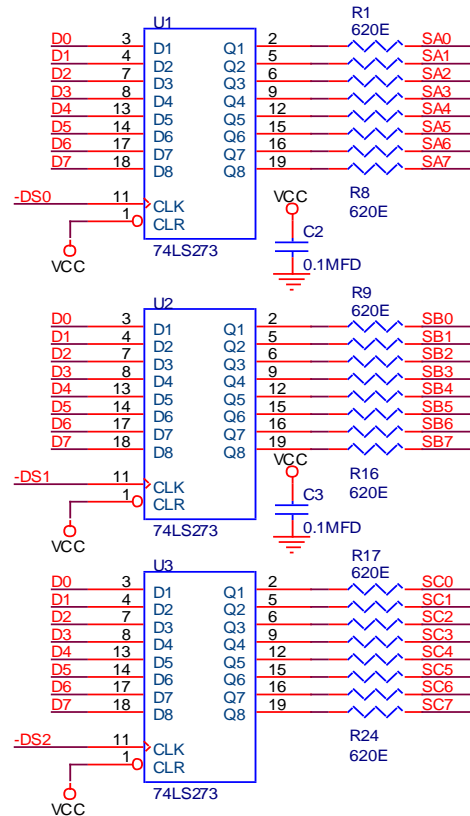 U1
R1
620E
D0 3 D1 Q1 2 SA0
D1 4 D2 Q2 5 SA1
D2 7 D3 Q3 6 SA2
D3 8 D4 Q4 9 SA3
D4 13 D5 Q5 12 SA4
D5 14 D6 Q6 15 SA5
D6 17 D7 Q7 16 SA6
D7 18 D8 Q8 19 SA7
-DS0 11 CLK
1 CLR
VCC
74LS273
R8
620E
VCC
C2
0.1MFD
U2
R9
620E
D0 3 D1 Q1 2 SB0
D1 4 D2 Q2 5 SB1
D2 7 D3 Q3 6 SB2
D3 8 D4 Q4 9 SB3
D4 13 D5 Q5 12 SB4
D5 14 D6 Q6 15 SB5
D6 17 D7 Q7 16 SB6
D7 18 D8 Q8 19 SB7
-DS1 11 CLK
1 CLR
VCC
74LS273
R16
620E
VCC
C3
0.1MFD
U3
R17
620E
D0 3 D1 Q1 2 SC0
D1 4 D2 Q2 5 SC1
D2 7 D3 Q3 6 SC2
D3 8 D4 Q4 9 SC3
D4 13 D5 Q5 12 SC4
D5 14 D6 Q6 15 SC5
D6 17 D7 Q7 16 SC6
D7 18 D8 Q8 19 SC7
-DS2 11 CLK
1 CLR
VCC
74LS273
R24
620E